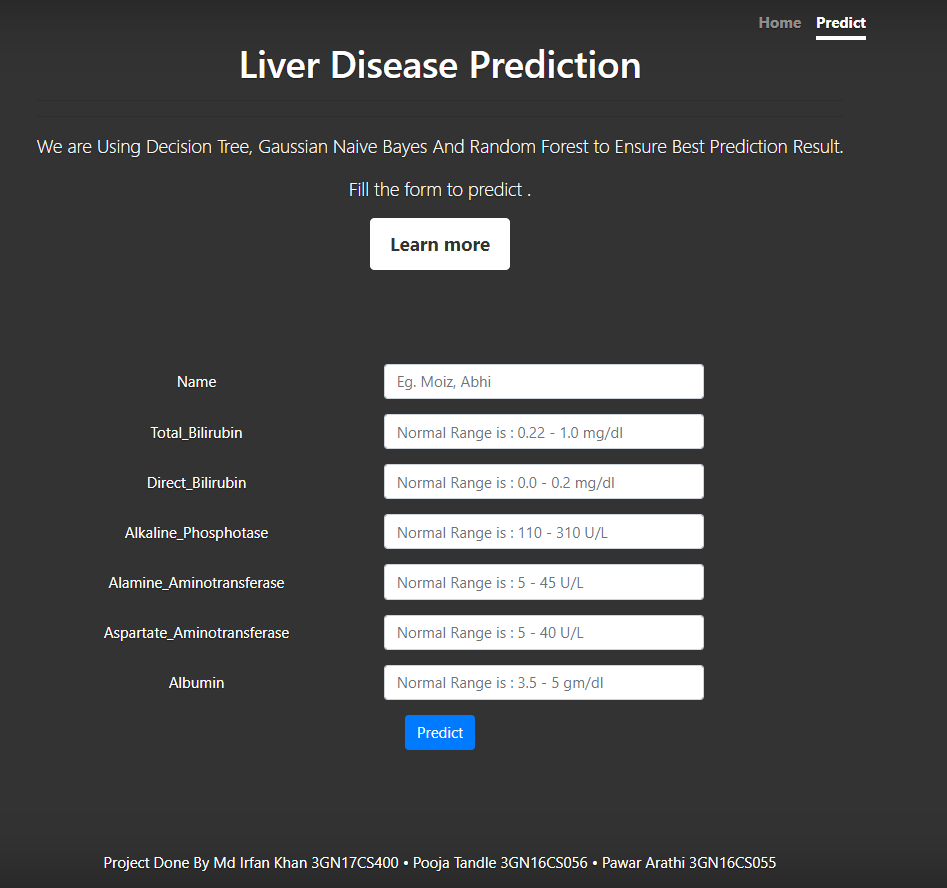 Home Predict
Liver Disease Prediction
We are Using Decision Tree, Gaussian Naive Bayes And Random Forest to Ensure Best Prediction Result.
Fill the form to predict .
Learn more
Name Eg. Moiz, Abhi
Total_Bilirubin Normal Range is : 0.22 - 1.0 mg/dl
Direct_Bilirubin Normal Range is : 0.0 - 0.2 mg/dl
Alkaline_Phosphotase Normal Range is : 110 - 310 U/L
Alamine_Aminotransferase Normal Range is : 5 - 45 U/L
Aspartate_Aminotransferase Normal Range is : 5 - 40 U/L
Albumin Normal Range is : 3.5 - 5 gm/dl
Predict
Project Done By Md Irfan Khan 3GN17CS400 • Pooja Tandle 3GN16CS056 • Pawar Arathi 3GN16CS055